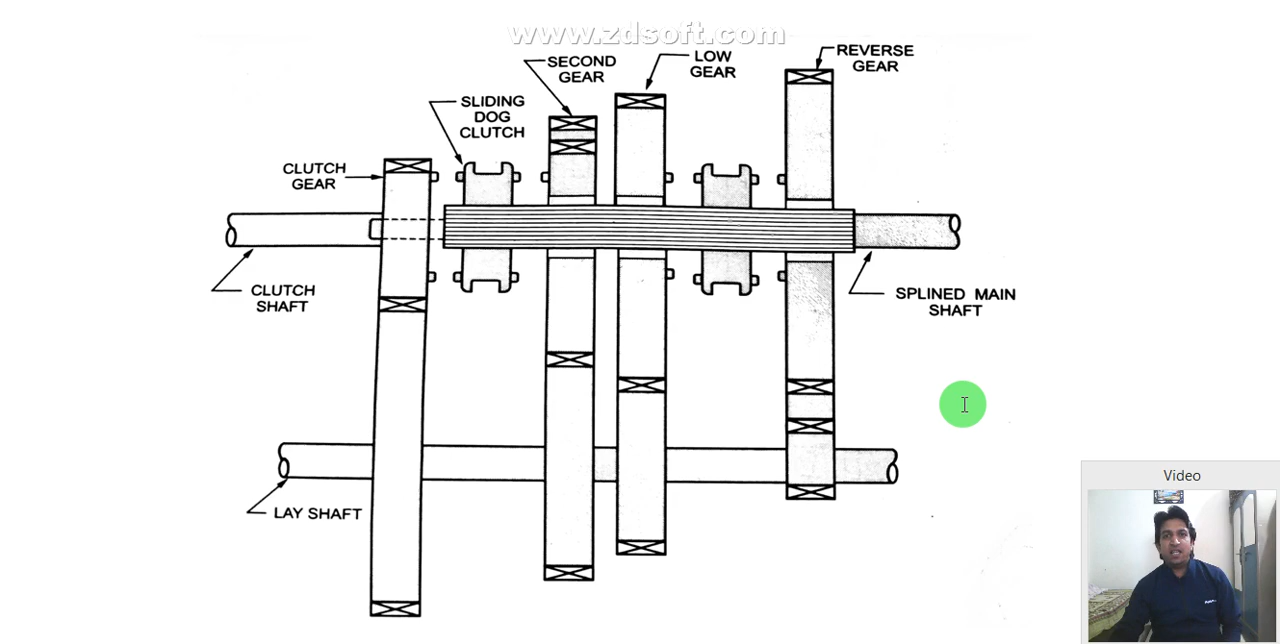 www.zdsoft.com
REVERSE
GEAR
LOW
GEAR
SECOND
GEAR
SLIDING
DOG
CLUTCH
CLUTCH
GEAR
CLUTCH
SHAFT
SPLINED MAIN
SHAFT
LAY SHAFT
Video